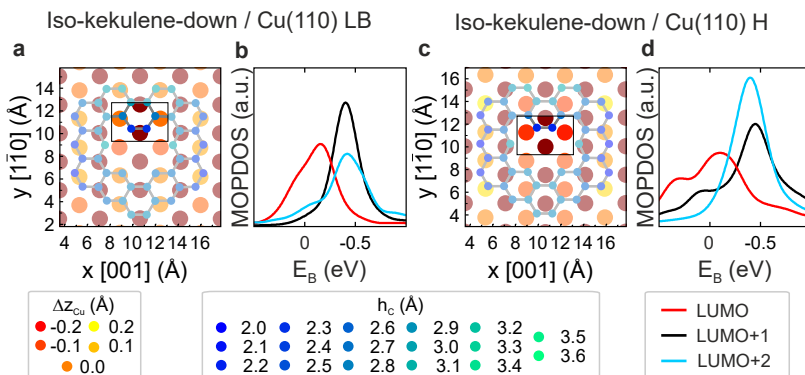 Iso-kekulene-down / Cu(110) LB
Iso-kekulene-down / Cu(110) H
a
b
c
d
y [11̅0] (Å)
14
12
10
8
6
4
2
4 6 8 10 12 14 16
x [001] (Å)
MOPDOS (a.u.)
0 -0.5
E_B (eV)
y [11̅0] (Å)
16
14
12
10
8
6
4
4 6 8 10 12 14 16
x [001] (Å)
MOPDOS (a.u.)
0 -0.5
E_B (eV)
Δz_Cu (Å)
-0.2 0.2
-0.1 0.1
0.0
h_C (Å)
2.0 2.3 2.6 2.9 3.2 3.5
2.1 2.4 2.7 3.0 3.3 3.6
2.2 2.5 2.8 3.1 3.4
LUMO
LUMO+1
LUMO+2